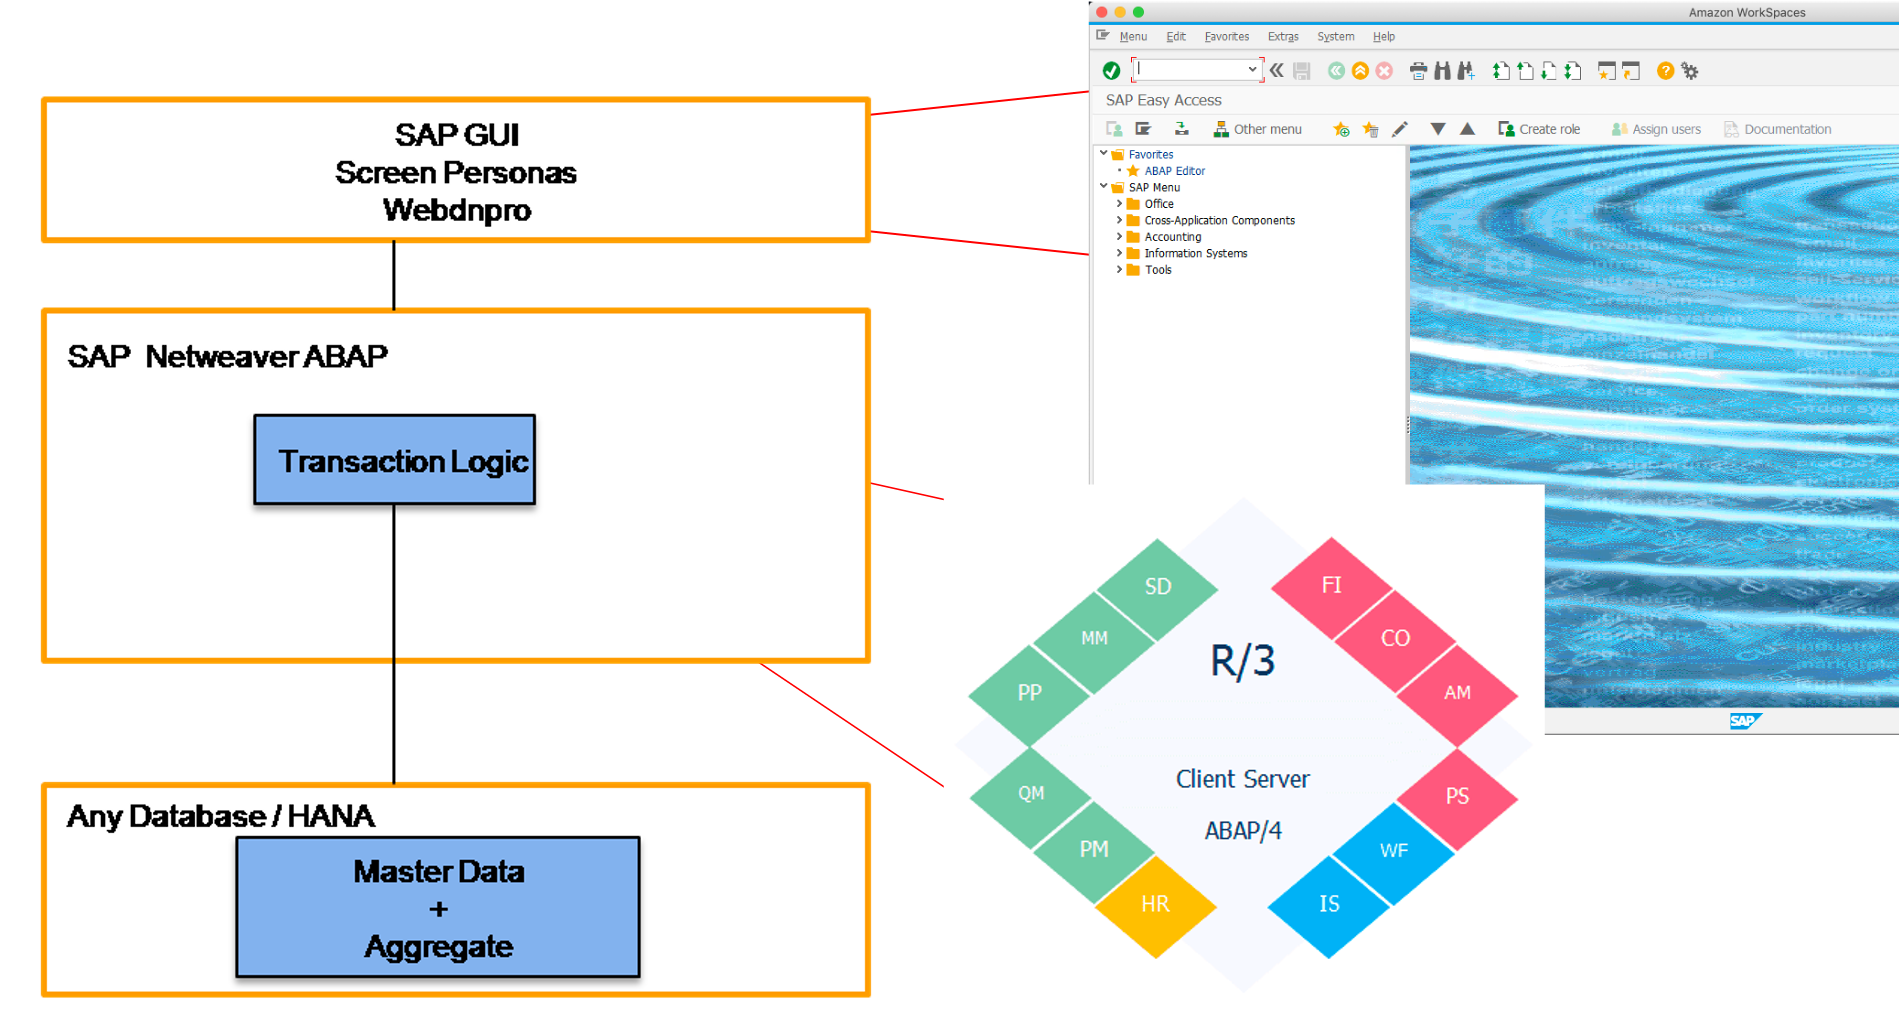 SAP GUI
Screen Personas
Webdnpro
SAP Netweaver ABAP
Transaction Logic
Any Database / HANA
Master Data
+
Aggregate
Amazon WorkSpaces
Menu Edit Favorites Extras System Help
SAP Easy Access
Other menu Create role Assign users Documentation
Favorites
ABAP Editor
SAP Menu
Office
Cross-Application Components
Accounting
Information Systems
Tools
SAP
SD
MM
PP
QM
PM
HR
R/3
Client Server
ABAP/4
FI
CO
AM
PS
WF
IS